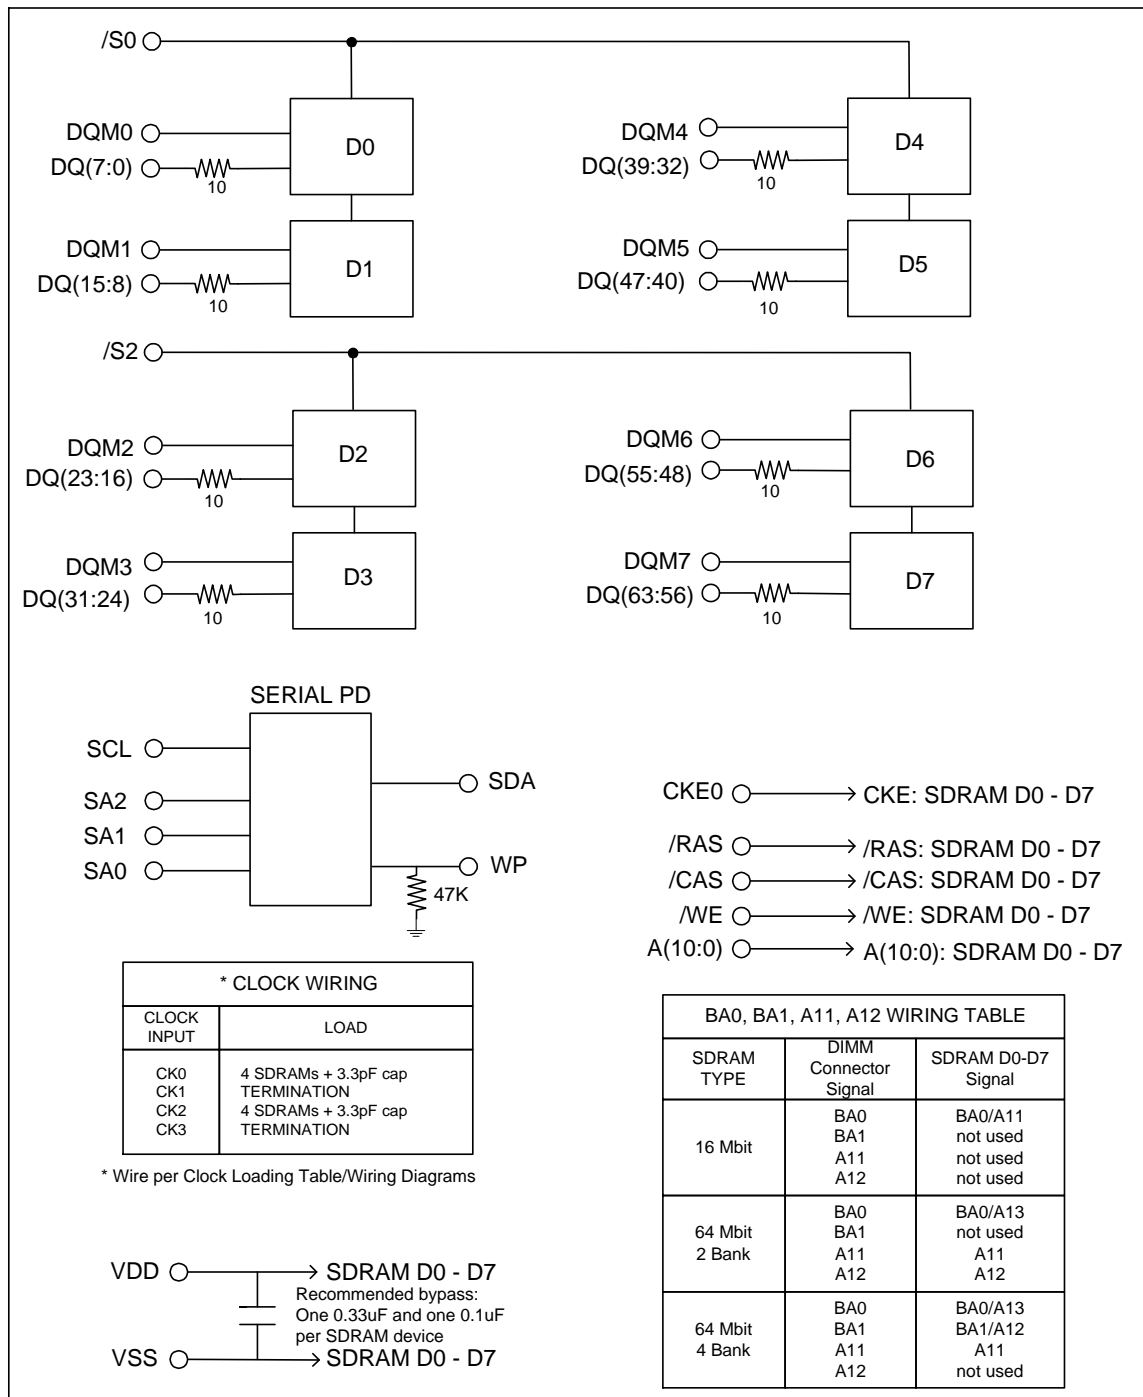 /S0
DQM0
DQ(7:0)
10
D0
DQM4
DQ(39:32)
10
D4
DQM1
DQ(15:8)
10
D1
DQM5
DQ(47:40)
10
D5
/S2
DQM2
DQ(23:16)
10
D2
DQM6
DQ(55:48)
10
D6
DQM3
DQ(31:24)
10
D3
DQM7
DQ(63:56)
10
D7
SERIAL PD
SCL
SA2
SA1
SA0
SDA
WP
47K
CKE0
CKE: SDRAM D0 - D7
/RAS
/RAS: SDRAM D0 - D7
/CAS
/CAS: SDRAM D0 - D7
/WE
/WE: SDRAM D0 - D7
A(10:0)
A(10:0): SDRAM D0 - D7
* CLOCK WIRING
CLOCK
INPUT
LOAD
CK0 4 SDRAMs + 3.3pF cap
CK1 TERMINATION
CK2 4 SDRAMs + 3.3pF cap
CK3 TERMINATION
* Wire per Clock Loading Table/Wiring Diagrams
BA0, BA1, A11, A12 WIRING TABLE
SDRAM
TYPE
DIMM
Connector
Signal
SDRAM D0-D7
Signal
16 Mbit
BA0 BA0/A11
BA1 not used
A11 not used
A12 not used
64 Mbit
2 Bank
BA0 BA0/A13
BA1 not used
A11 A11
A12 A12
64 Mbit
4 Bank
BA0 BA0/A13
BA1 BA1/A12
A11 A11
A12 not used
VDD
SDRAM D0 - D7
Recommended bypass:
One 0.33uF and one 0.1uF
per SDRAM device
VSS
SDRAM D0 - D7